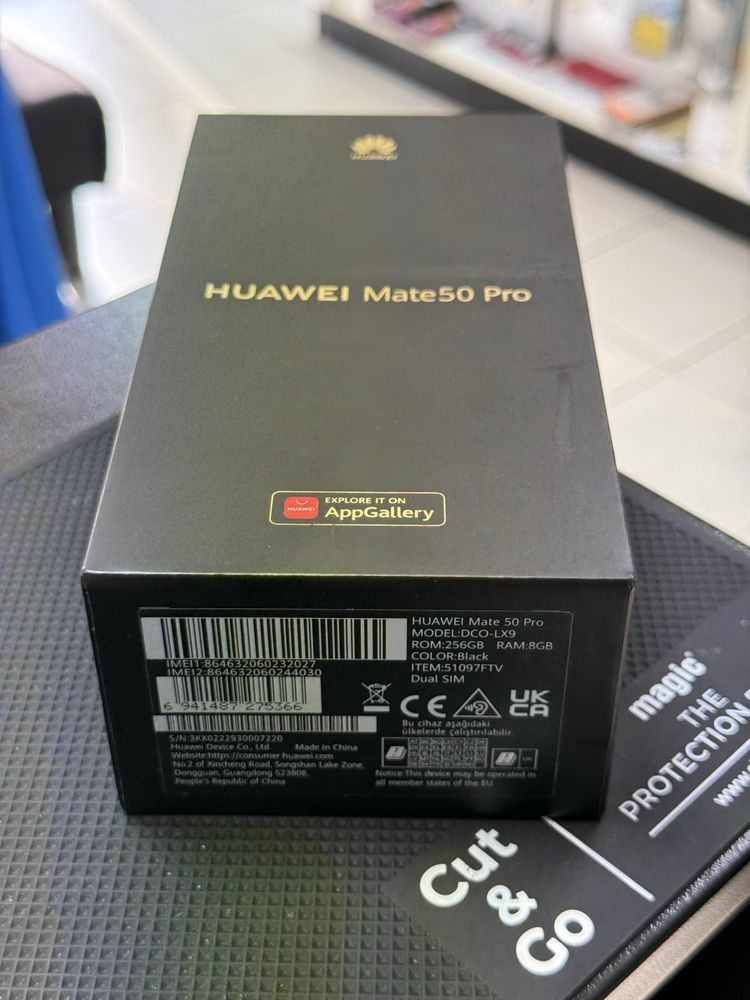 HUAWEI
HUAWEI Mate50 Pro
HUAWEI
EXPLORE IT ON
AppGallery
HUAWEI Mate 50 Pro
MODEL:DCO-LX9
ROM:256GB RAM:8GB
COLOR:Black
ITEM:51097FTV
Dual SIM
IMEI1:864632060232027
IMEI2:864632060244030
6 941487 275366
CE
UK
CA
Bu cihaz aşağıdaki
ülkelerde çalıştırılabilir.
S/N:3KX0222930007220
Huawei Device Co., Ltd. Made in China
Website:https://consumer.huawei.com
No.2 of Xincheng Road, Songshan Lake Zone,
Dongguan, Guangdong 523808,
People's Republic of China
Notice:This device may be operated in
all member states of the EU.
magic
THE
PROTECTION
www.
Cut
&
Go